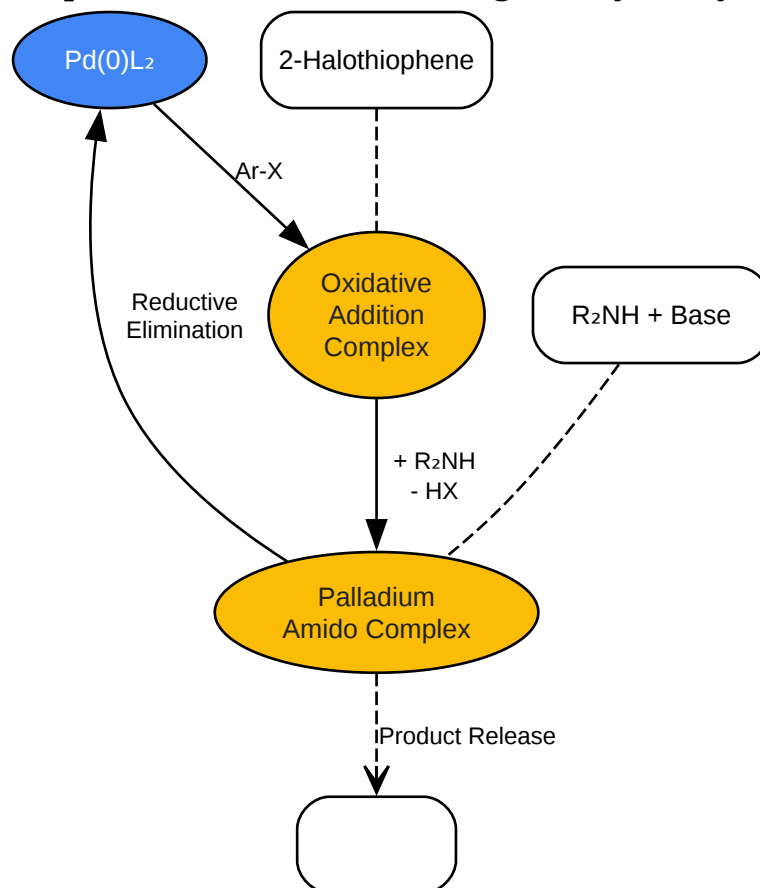 Pd(0)L₂
2-Halothiophene
Ar-X
Oxidative
Addition
Complex
Reductive
Elimination
R₂NH + Base
+ R₂NH
- HX
Palladium
Amido Complex
Product Release